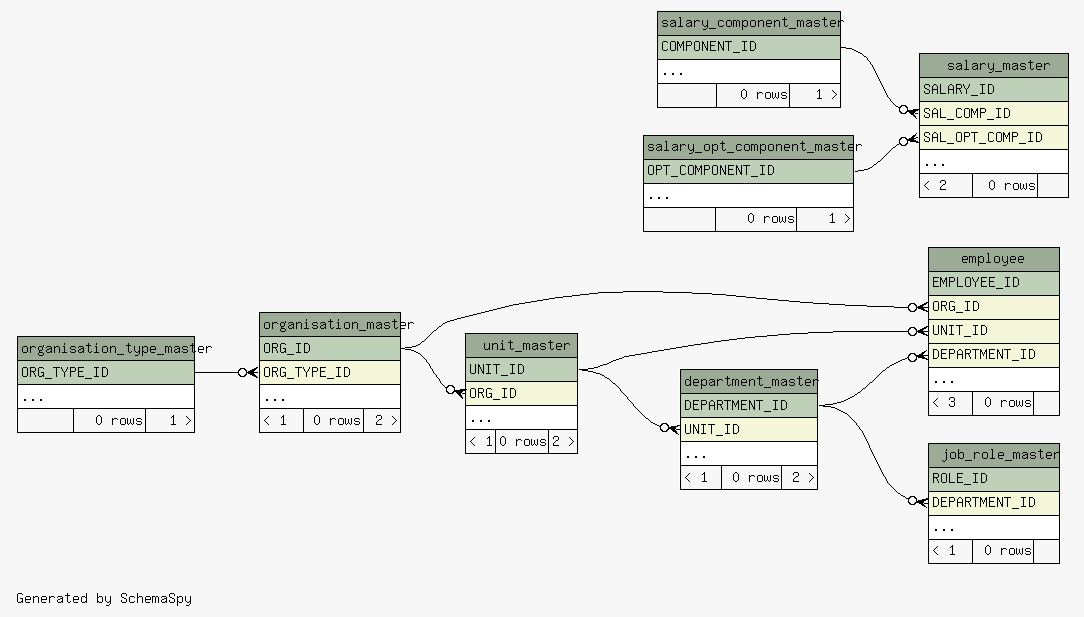 salary_component_master
COMPONENT_ID
...
0 rows 1 >
salary_master
SALARY_ID
SAL_COMP_ID
SAL_OPT_COMP_ID
...
< 2 0 rows
salary_opt_component_master
OPT_COMPONENT_ID
...
0 rows 1 >
employee
EMPLOYEE_ID
ORG_ID
UNIT_ID
DEPARTMENT_ID
...
< 3 0 rows
organisation_type_master
ORG_TYPE_ID
...
0 rows 1 >
organisation_master
ORG_ID
ORG_TYPE_ID
...
< 1 0 rows 2 >
unit_master
UNIT_ID
ORG_ID
...
< 1 0 rows 2 >
department_master
DEPARTMENT_ID
UNIT_ID
...
< 1 0 rows 2 >
job_role_master
ROLE_ID
DEPARTMENT_ID
...
< 1 0 rows
Generated by SchemaSpy